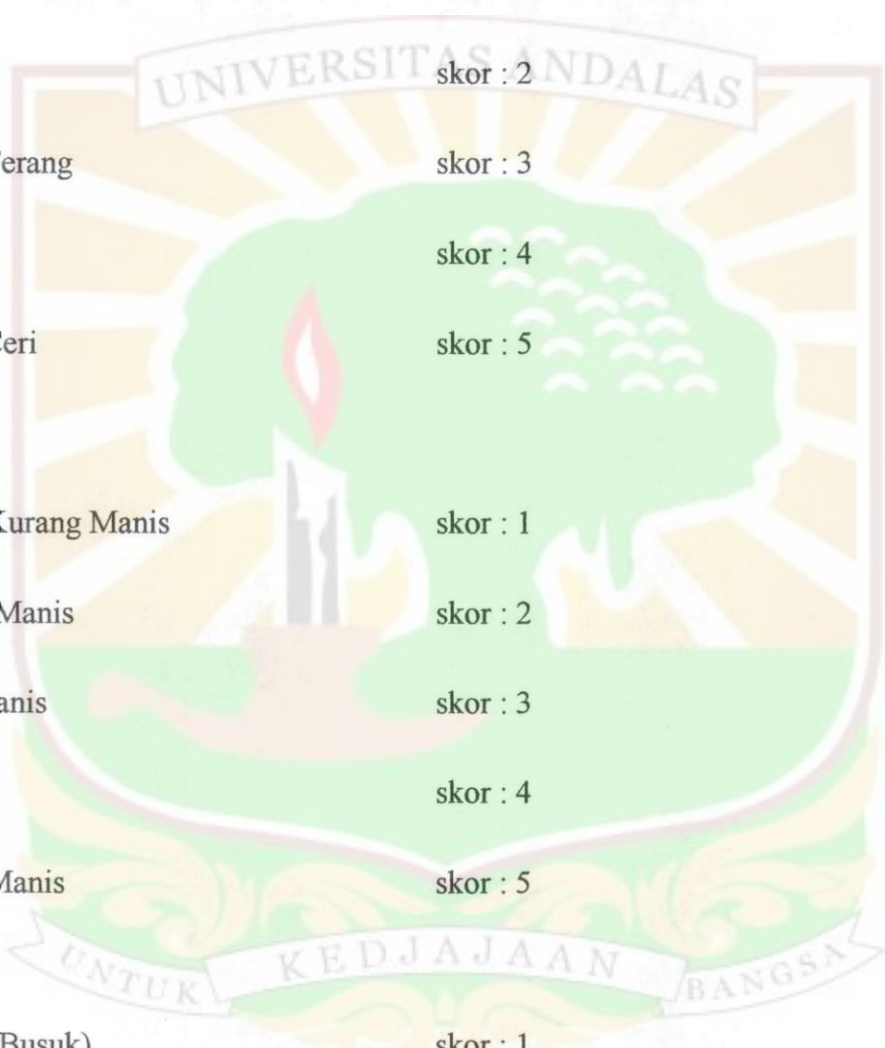 UNIVERSITAS ANDALAS
skor : 2
erang skor : 3
skor : 4
Ceri skor : 5
Kurang Manis skor : 1
Manis skor : 2
anis skor : 3
skor : 4
Manis skor : 5
UNTUK KEDJAJAAN BANGSA
Busuk) skor : 1